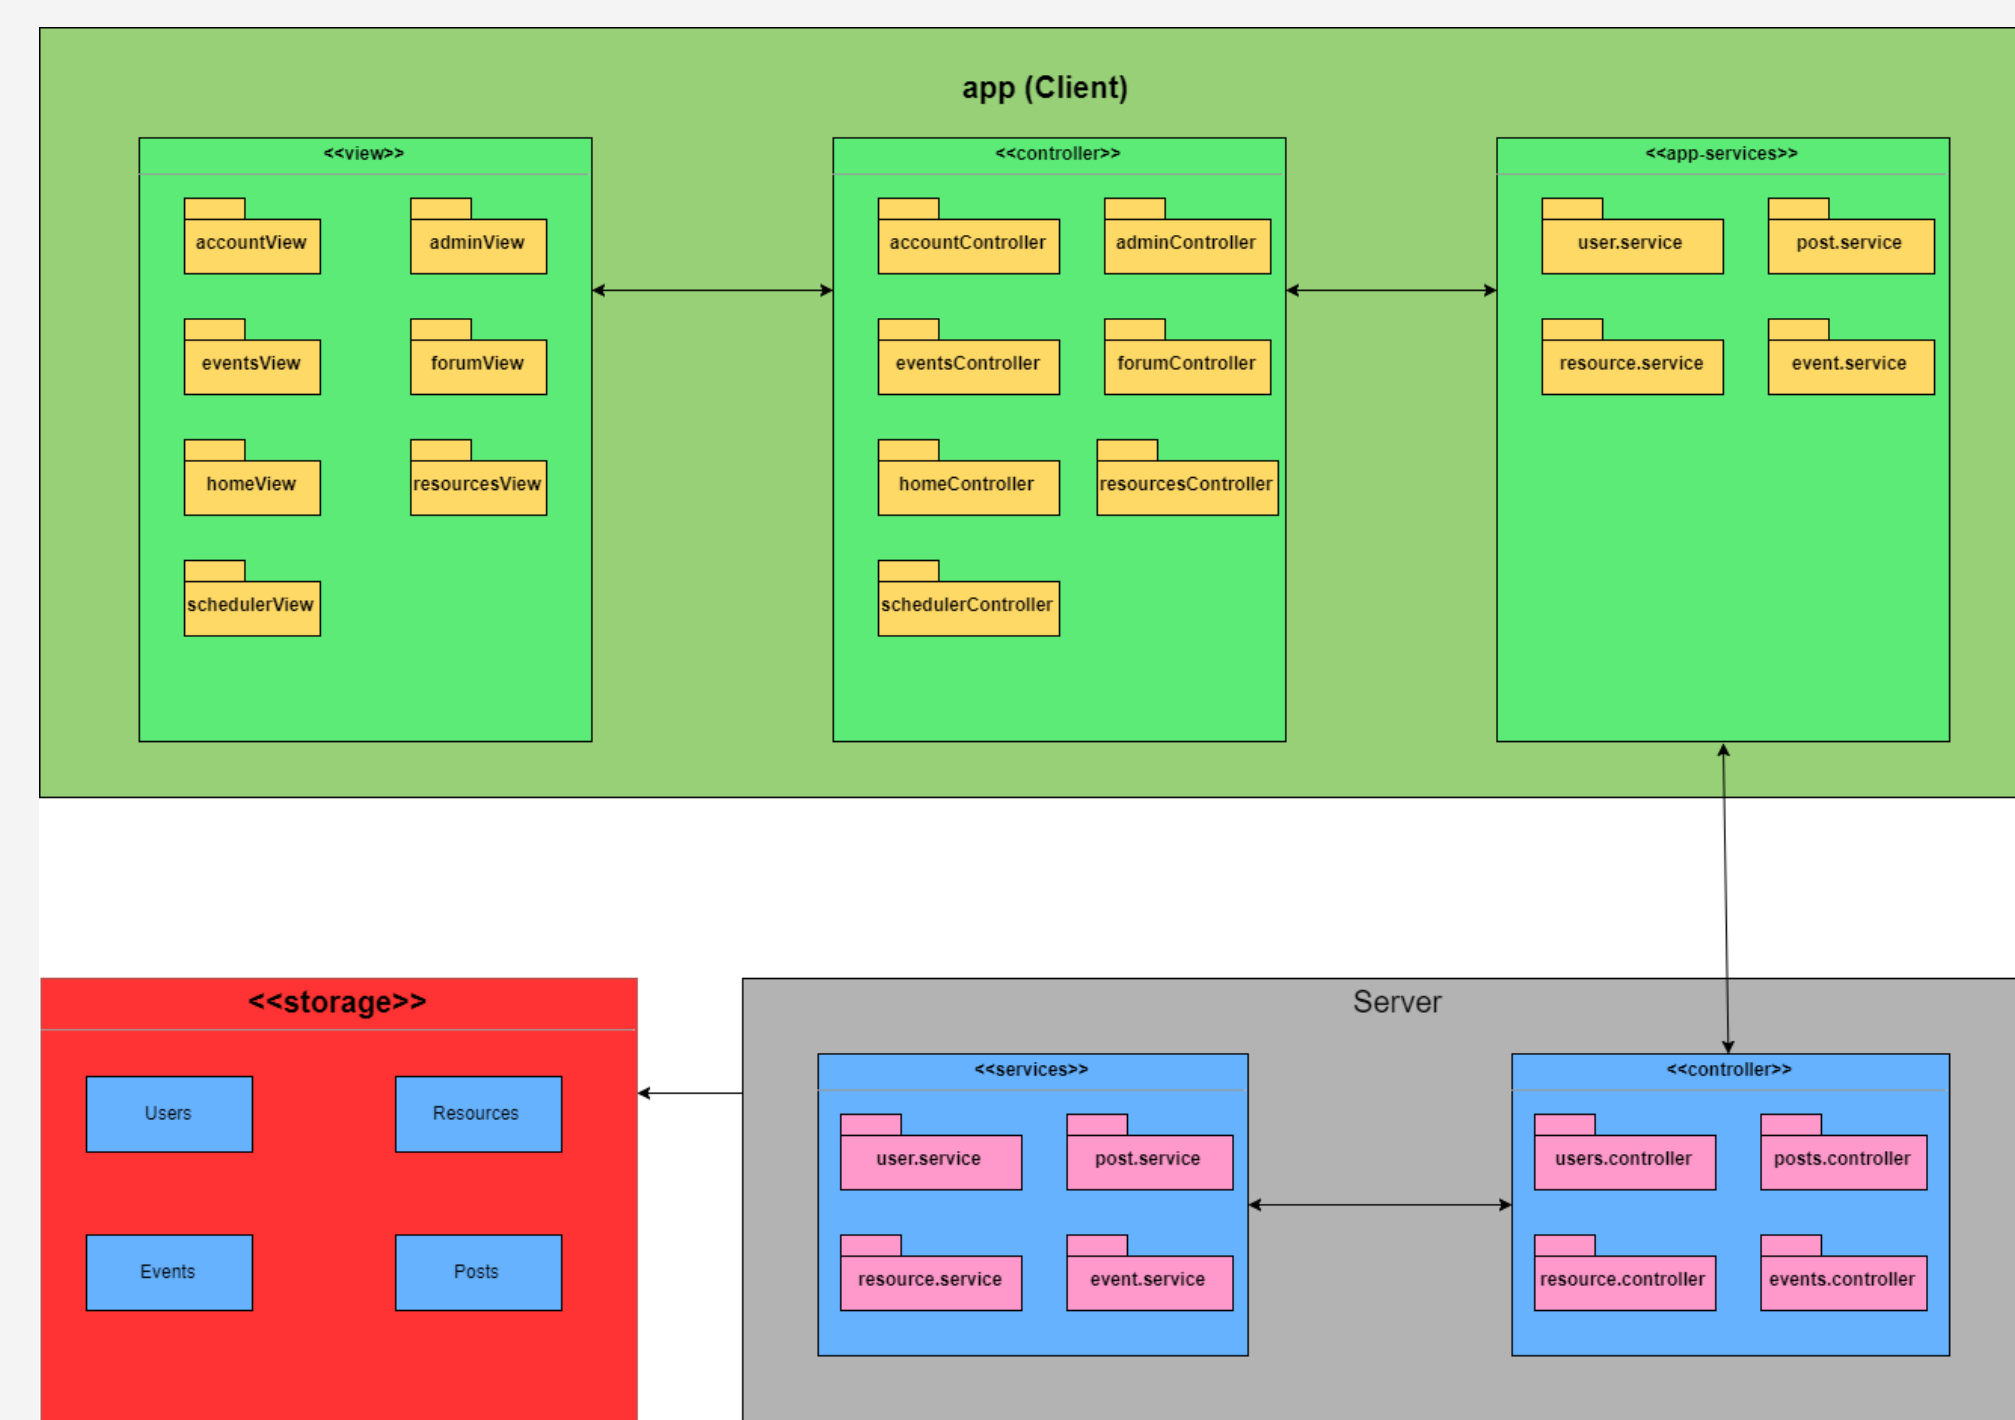 app (Client)
<<view>>
accountView
adminView
eventsView
forumView
homeView
resourcesView
schedulerView
<<controller>>
accountController
adminController
eventsController
forumController
homeController
resourcesController
schedulerController
<<app-services>>
user.service
post.service
resource.service
event.service
<<storage>>
Users
Resources
Events
Posts
Server
<<services>>
user.service
post.service
resource.service
event.service
<<controller>>
users.controller
posts.controller
resource.controller
events.controller